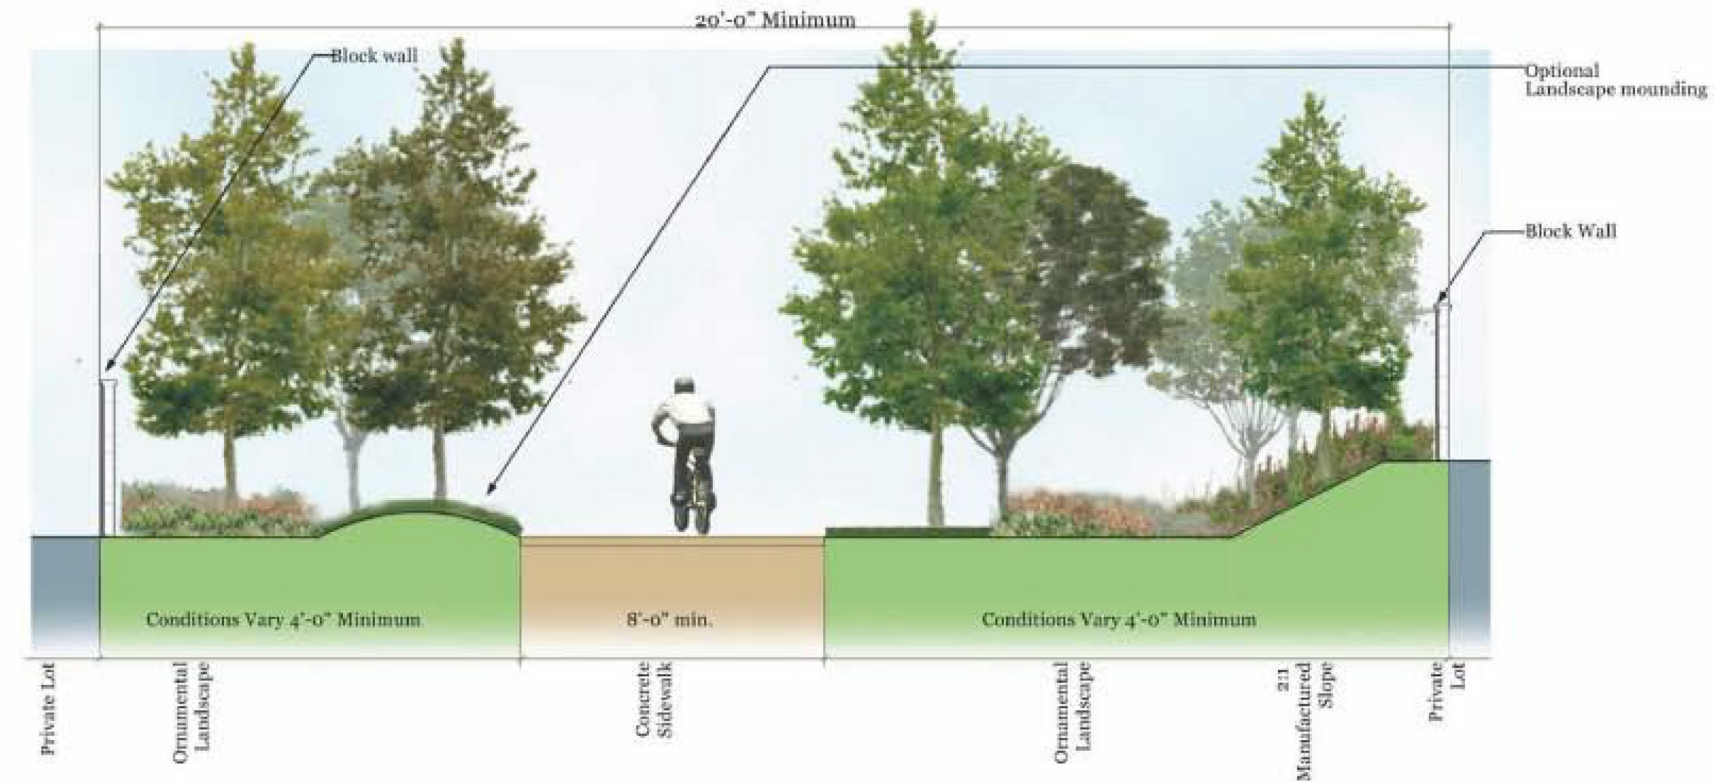 20'-0" Minimum
Block wall
Optional
Landscape mounding
Block Wall
Conditions Vary 4'-0" Minimum
8'-0" min.
Conditions Vary 4'-0" Minimum
Private Lot
Ornamental
Landscape
Concrete
Sidewalk
Ornamental
Landscape
2:1
Manufactured
Slope
Private
Lot